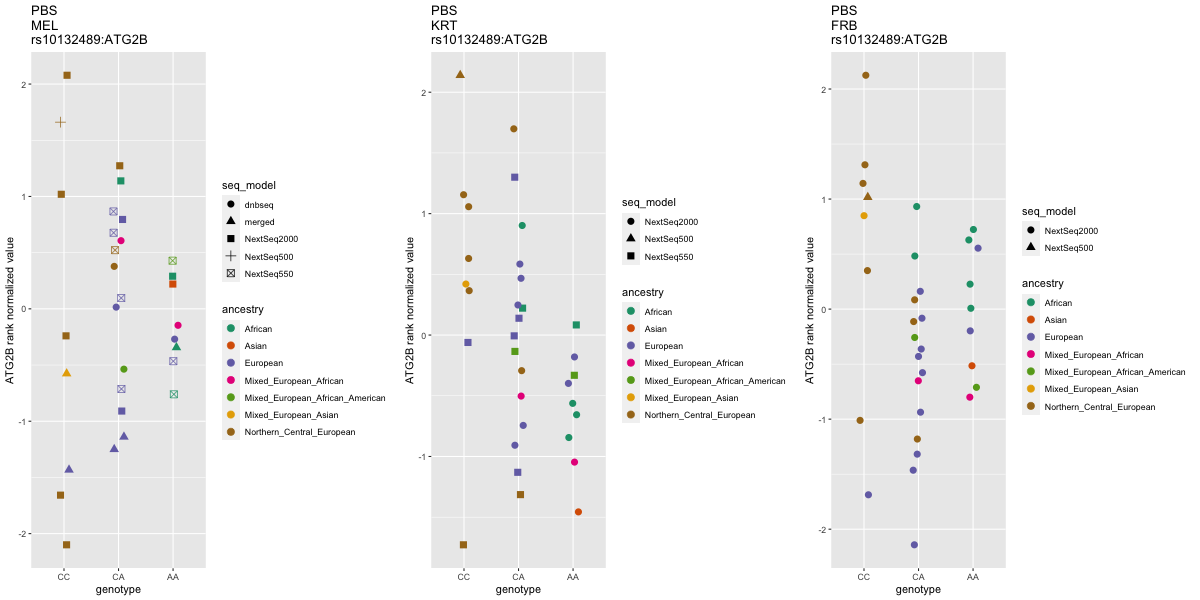 PBS
MEL
rs10132489:ATG2B
ATG2B rank normalized value
2
1
0
-1
-2
CC
CA
AA
genotype
seq_model
dnbseq
merged
NextSeq2000
NextSeq500
NextSeq550
ancestry
African
Asian
European
Mixed_European_African
Mixed_European_African_American
Mixed_European_Asian
Northern_Central_European
PBS
KRT
rs10132489:ATG2B
ATG2B rank normalized value
2
1
0
-1
CC
CA
AA
genotype
seq_model
NextSeq2000
NextSeq500
NextSeq550
ancestry
African
Asian
European
Mixed_European_African
Mixed_European_African_American
Mixed_European_Asian
Northern_Central_European
PBS
FRB
rs10132489:ATG2B
ATG2B rank normalized value
2
1
0
-1
-2
CC
CA
AA
genotype
seq_model
NextSeq2000
NextSeq500
ancestry
African
Asian
European
Mixed_European_African
Mixed_European_African_American
Mixed_European_Asian
Northern_Central_European